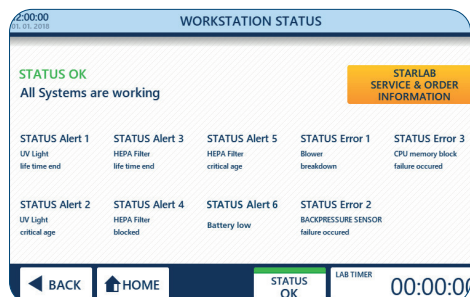 2:00:00
01. 01. 2016
WORKSTATION STATUS
STATUS OK
All Systems are working
STARLAB
SERVICE & ORDER
INFORMATION
STATUS Alert 1
UV Light
life time end
STATUS Alert 3
HEPA Filter
life time end
STATUS Alert 5
HEPA Filter
critical age
STATUS Error 1
Blower
breakdown
STATUS Error 3
CPU memory block
failure occured
STATUS Alert 2
UV Light
critical age
STATUS Alert 4
HEPA Filter
blocked
STATUS Alert 6
Battery low
STATUS Error 2
BACKPRESSURE SENSOR
failure occured
BACK
HOME
STATUS
OK
LAB TIMER
00:00:00